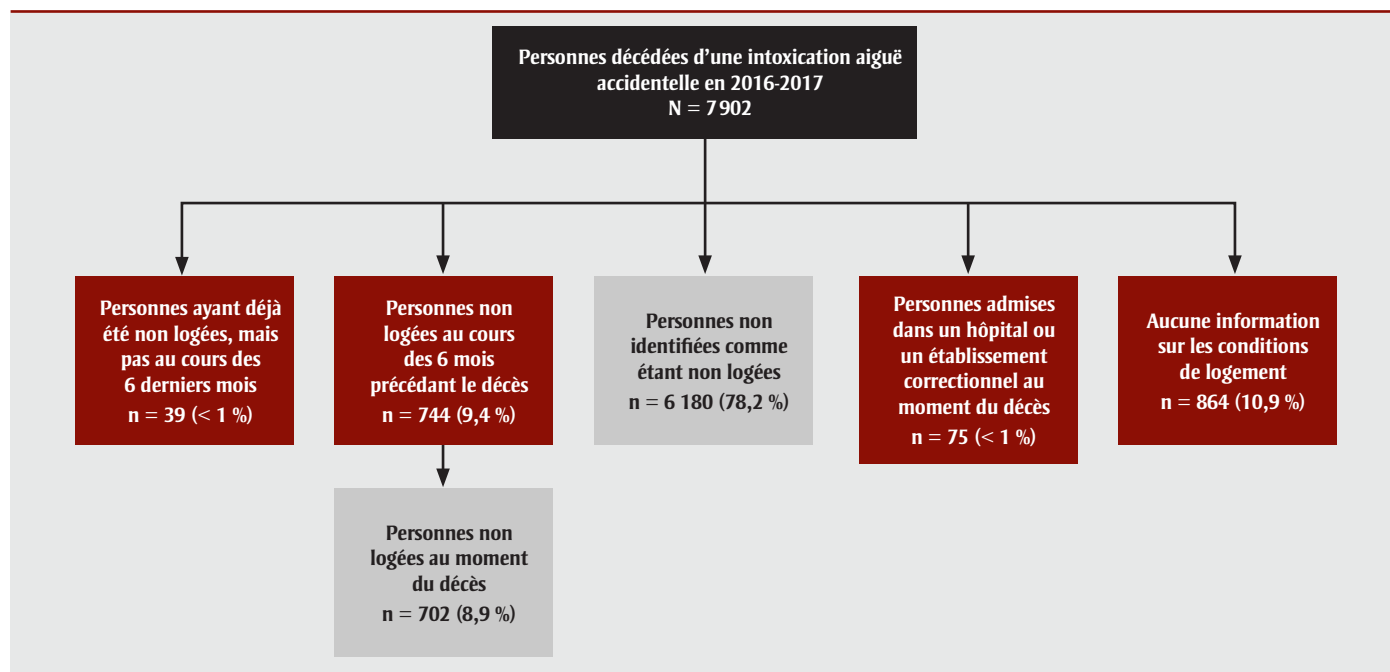 Personnes décédées d'une intoxication aiguë
accidentelle en 2016-2017
N = 7 902
Personnes ayant déjà
été non logées, mais
pas au cours des
6 derniers mois
n = 39 (< 1 %)
Personnes non
logées au cours
des 6 mois
précédant le décès
n = 744 (9,4 %)
Personnes non
identifiées comme
étant non logées
n = 6 180 (78,2 %)
Personnes admises
dans un hôpital ou
un établissement
correctionnel au
moment du décès
n = 75 (< 1 %)
Aucune information
sur les conditions
de logement
n = 864 (10,9 %)
Personnes non
logées au moment
du décès
n = 702 (8,9 %)